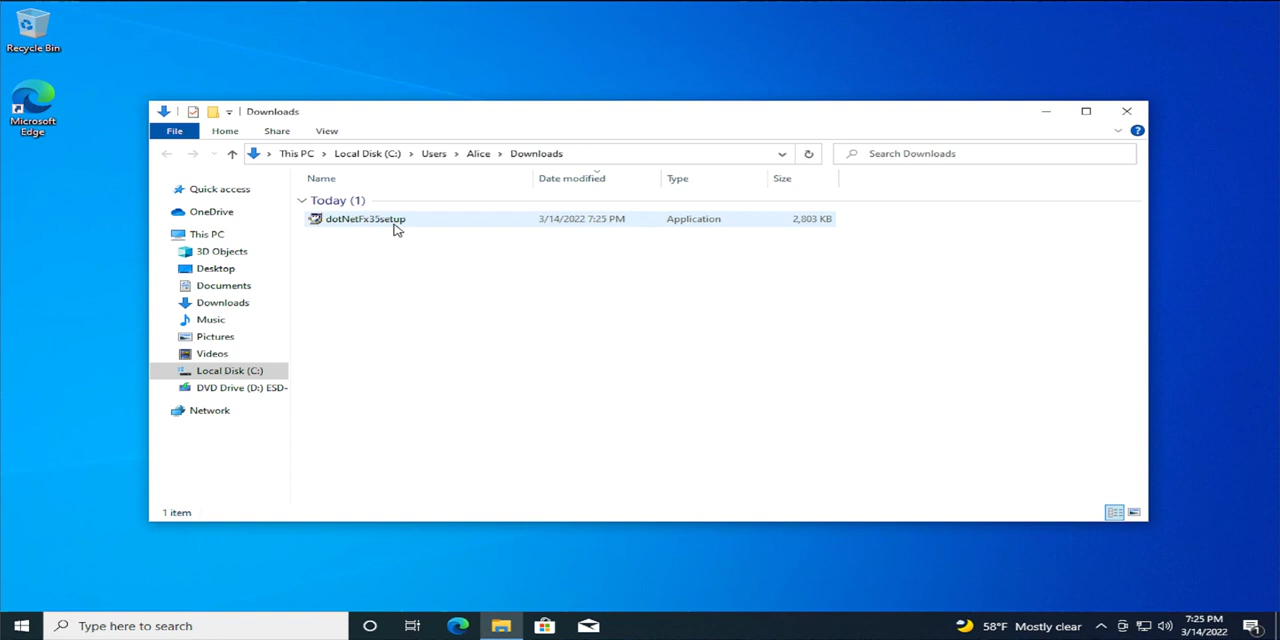 Recycle Bin
Microsoft
Edge
Downloads
File Home Share View
This PC > Local Disk (C:) > Users > Alice > Downloads
Search Downloads
Name Date modified Type Size
Quick access
OneDrive
This PC
3D Objects
Desktop
Documents
Downloads
Music
Pictures
Videos
Local Disk (C:)
DVD Drive (D:) ESD-
Network
Today (1)
dotNetFx35setup 3/14/2022 7:25 PM Application 2,803 KB
1 item
Type here to search
58°F Mostly clear
7:25 PM
3/14/2022
1